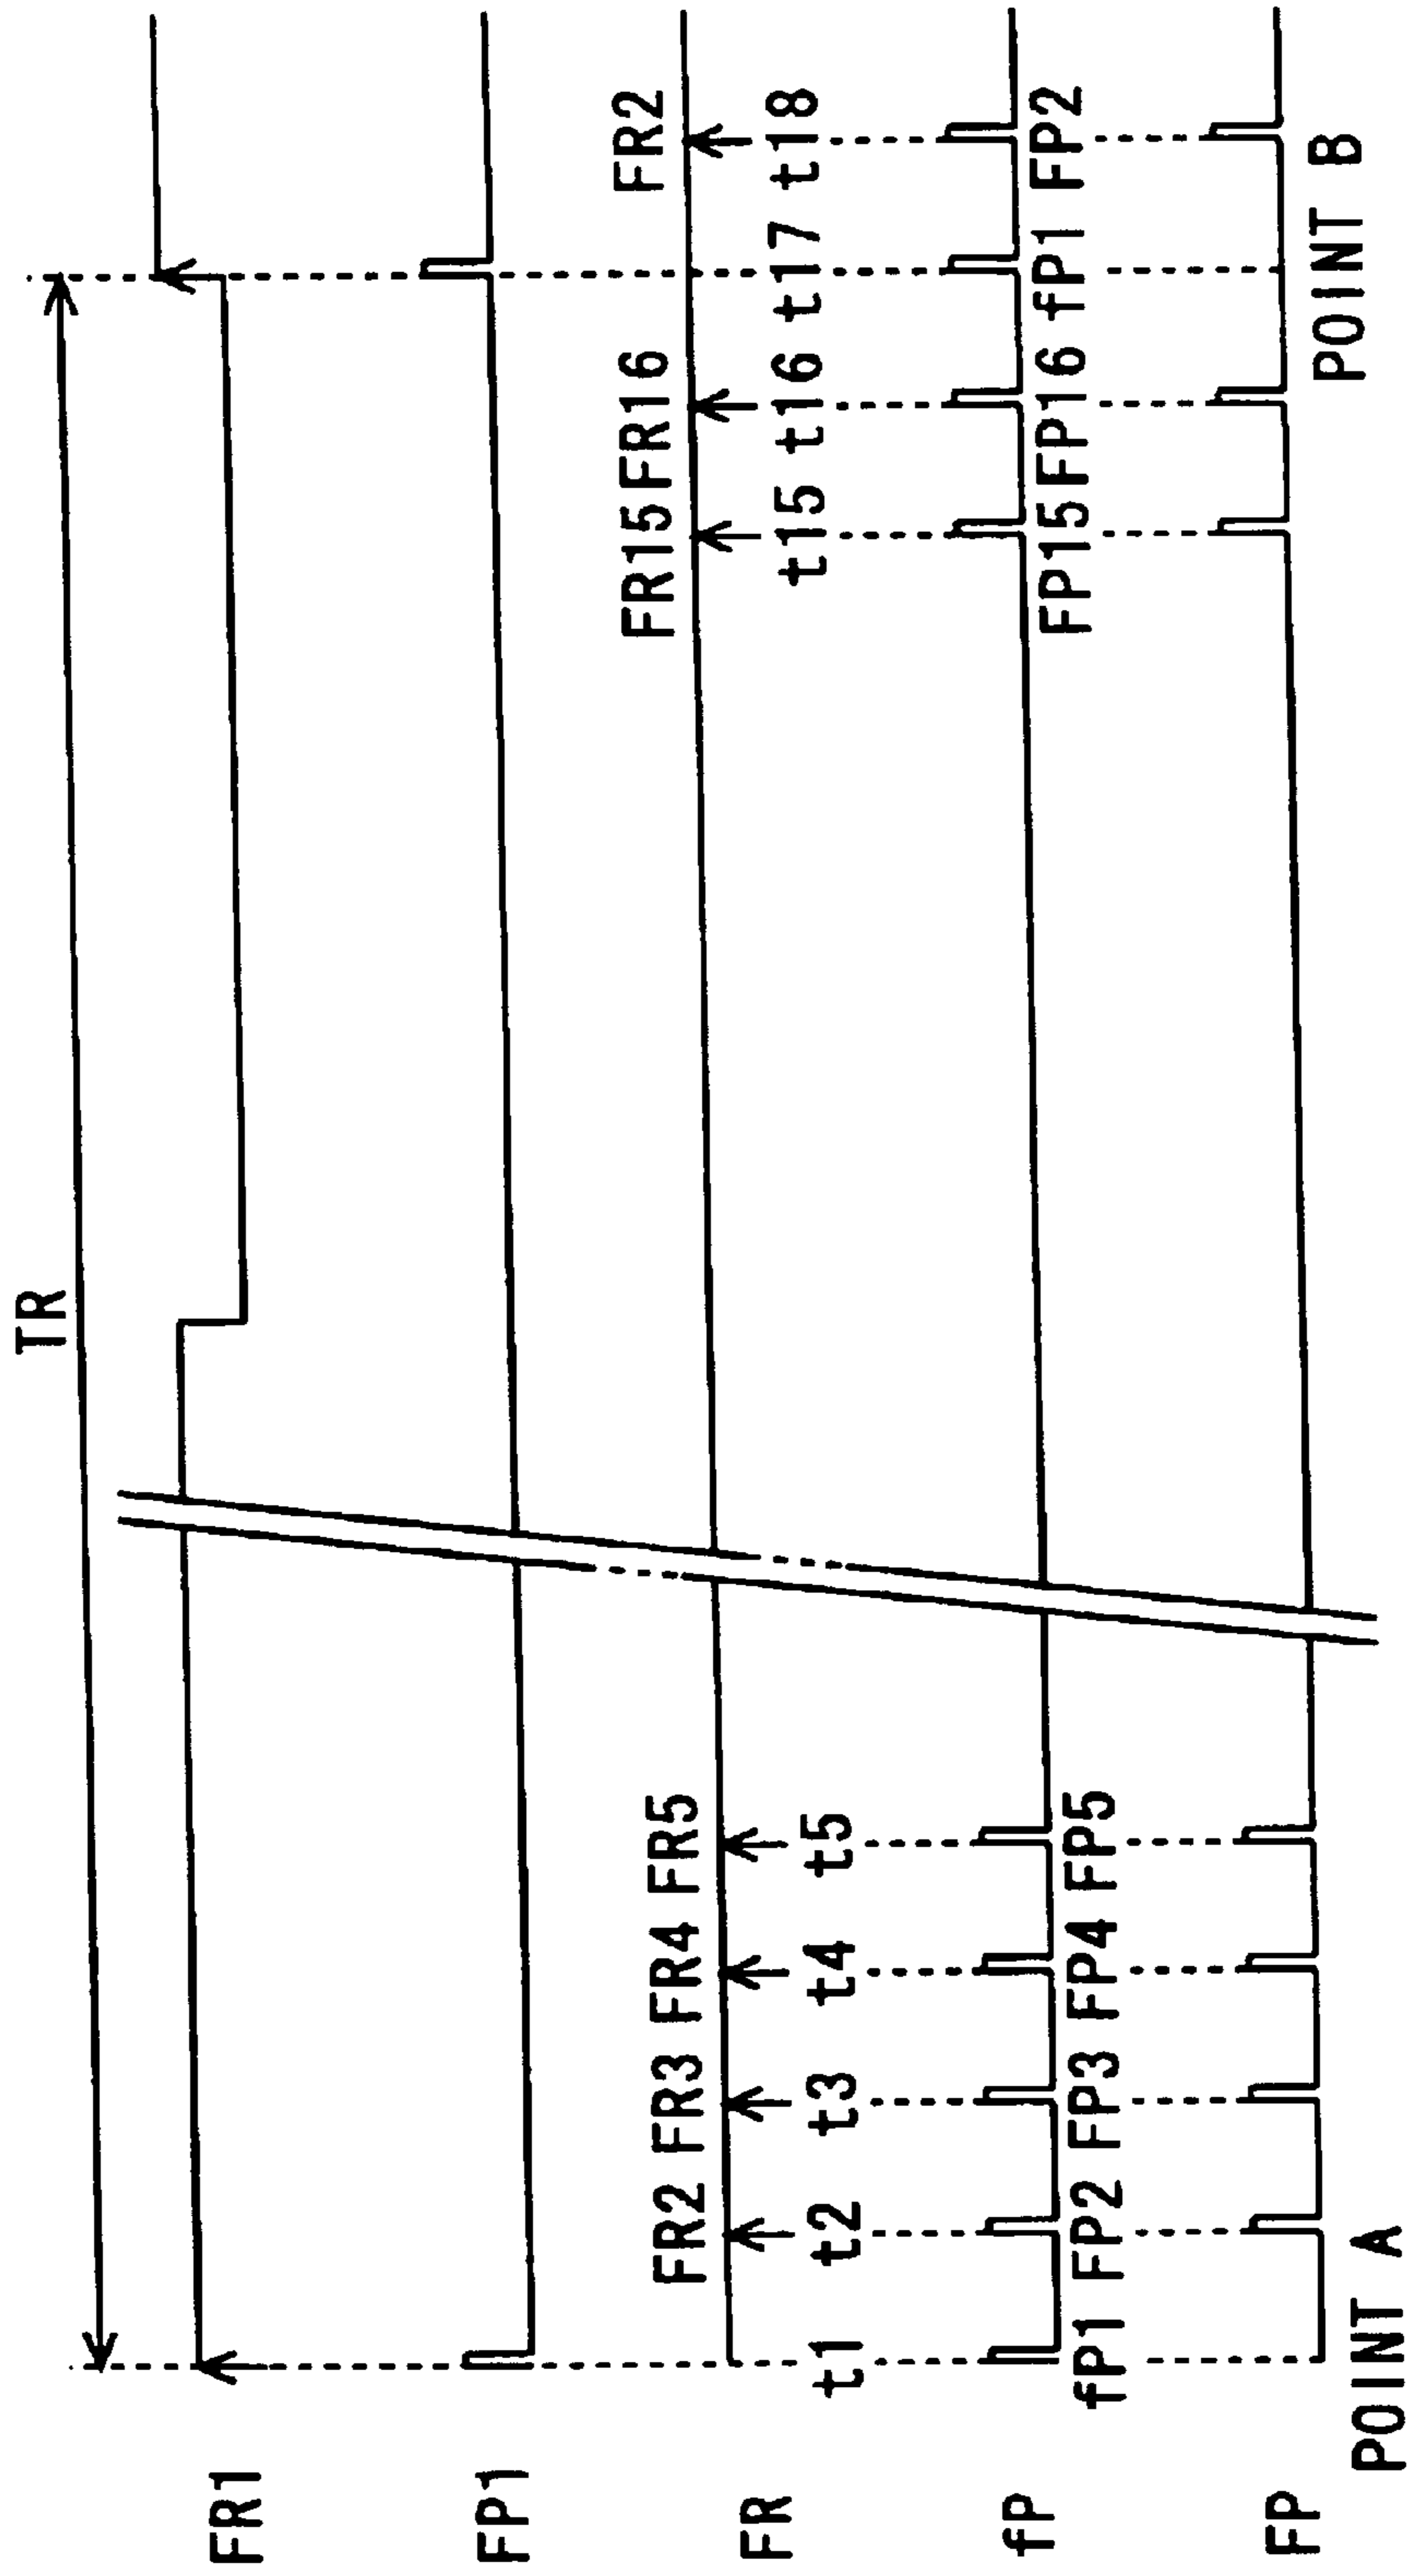 TR
FR1
FP1
FR2 FR3 FR4 FR5 FR15 FR16 FR2
FR
t1 t2 t3 t4 t5 t15 t16 t17 t18
fP
fP1 FP2 FP3 FP4 FP5 FP15 FP16 fP1 FP2
FP
POINT A POINT B